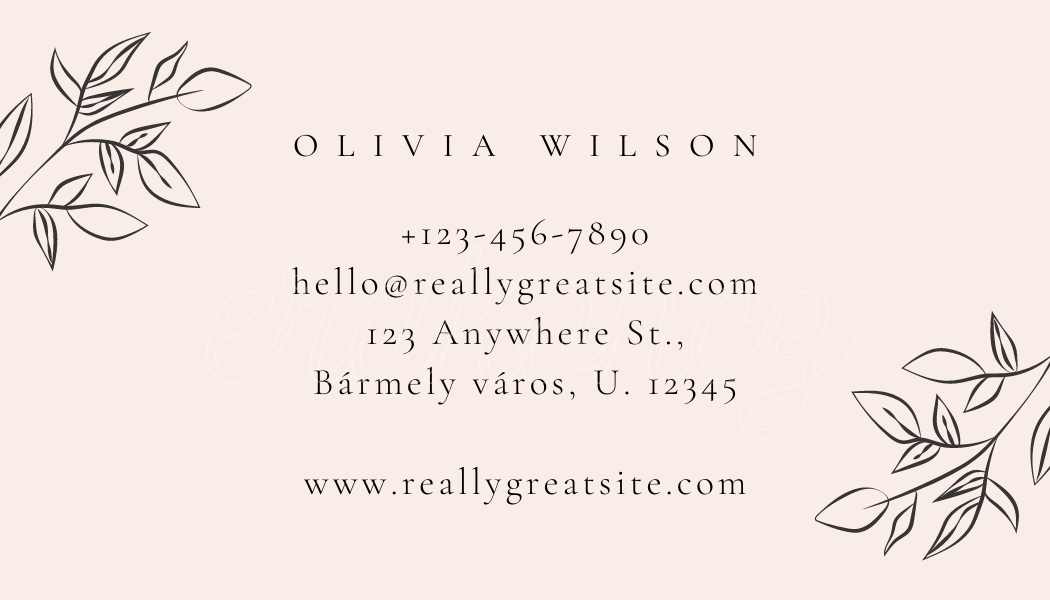 OLIVIA WILSON
+123-456-7890
hello@reallygreatsite.com
123 Anywhere St.,
Bármely város, U. 12345
www.reallygreatsite.com